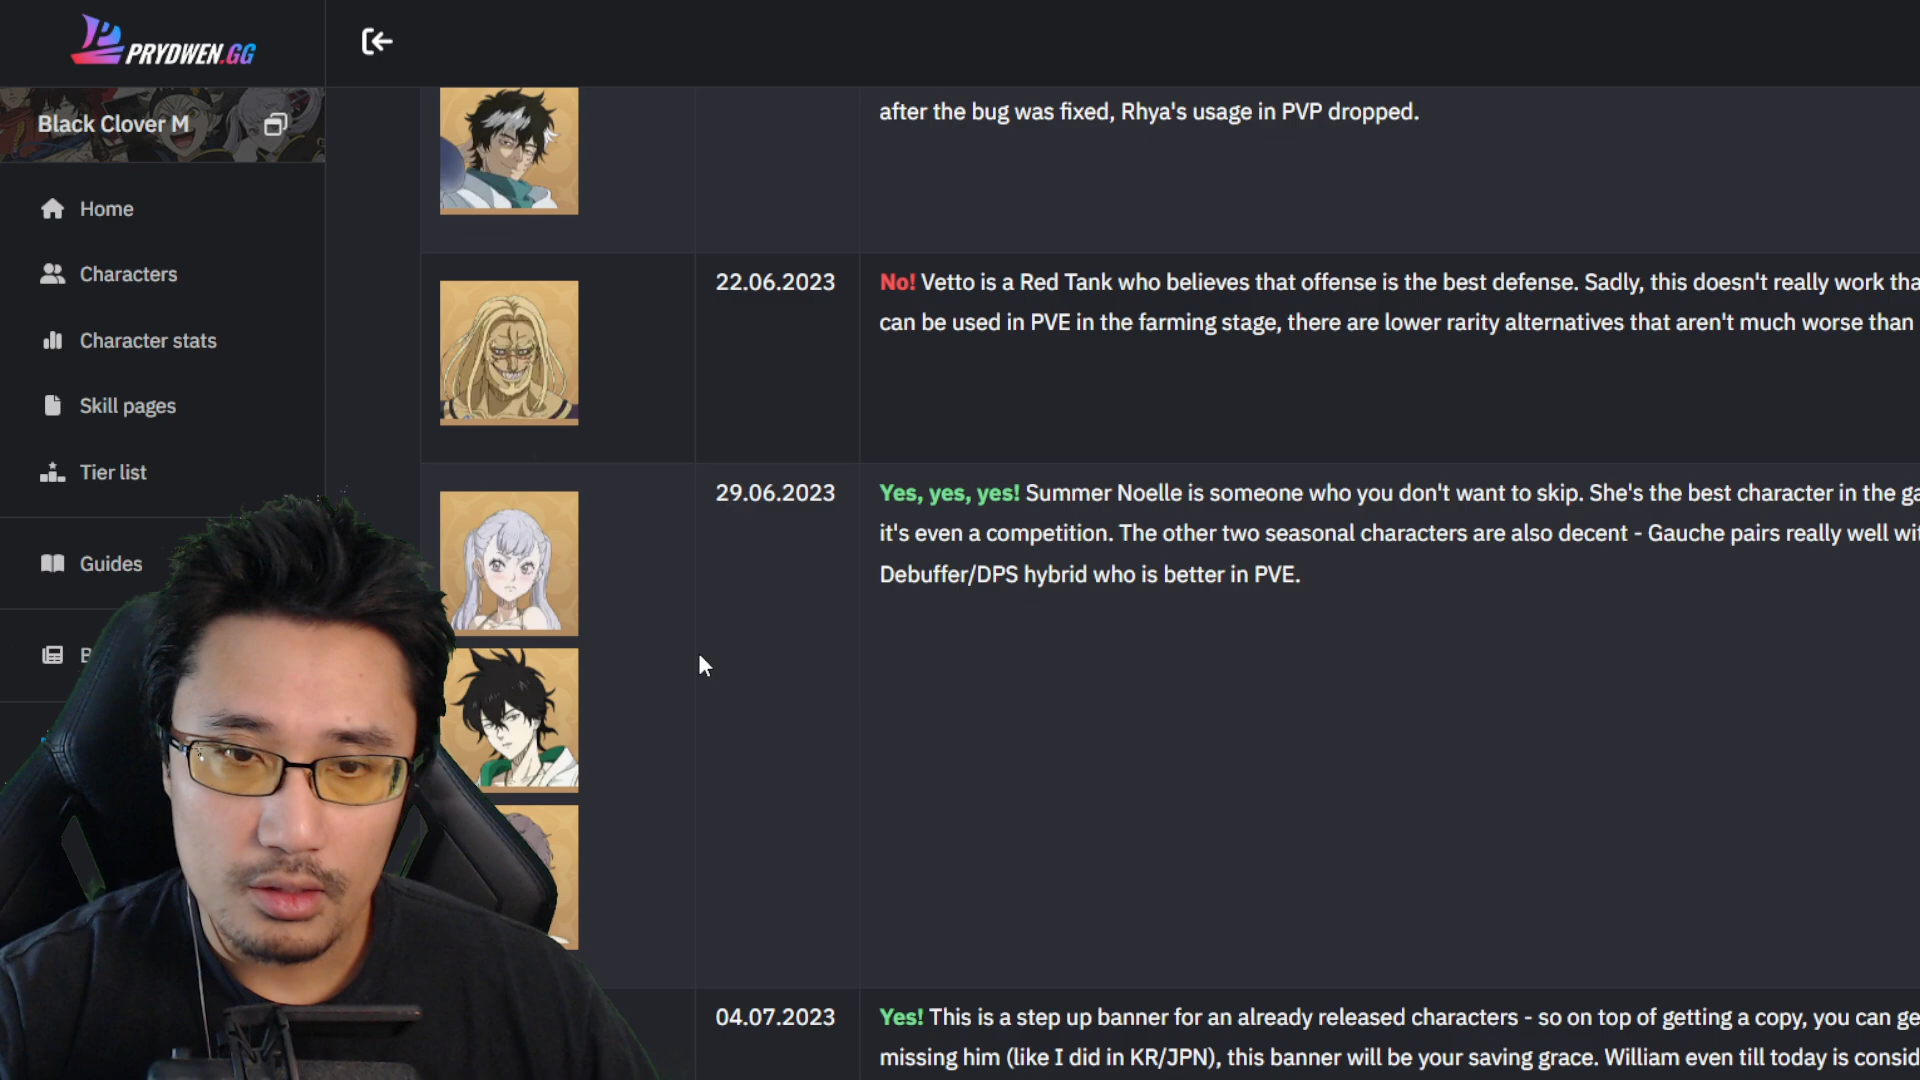 PRYDWEN.GG
Black Clover M
Home
Characters
Character stats
Skill pages
Tier list
Guides
after the bug was fixed, Rhya's usage in PVP dropped.
22.06.2023
No! Vetto is a Red Tank who believes that offense is the best defense. Sadly, this doesn't really work
can be used in PVE in the farming stage, there are lower rarity alternatives that aren't much worse than
29.06.2023
Yes, yes, yes! Summer Noelle is someone who you don't want to skip. She's the best character in the
it's even a competition. The other two seasonal characters are also decent - Gauche pairs really well
Debuffer/DPS hybrid who is better in PVE.
04.07.2023
Yes! This is a step up banner for an already released characters - so on top of getting a copy, you can
missing him (like I did in KR/JPN), this banner will be your saving grace. William even till today is